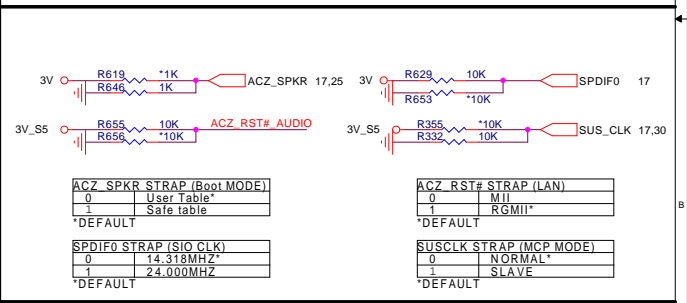 3V R619 *1K ACZ_SPKR 17,25
R646 1K
3V_S5 R655 10K ACZ_RST#_AUDIO
R656 *10K
3V R629 10K SPDIF0 17
R653 *10K
3V_S5 R355 *10K SUS_CLK 17,30
R332 10K
ACZ_SPKR STRAP (Boot MODE)
0 User Table*
1 Safe table
*DEFAULT
ACZ_RST# STRAP (LAN)
0 MII
1 RGMII*
*DEFAULT
B
SPDIF0 STRAP (SIO CLK)
0 14.318MHZ*
1 24.000MHZ
*DEFAULT
SUSCLK STRAP (MCP MODE)
0 NORMAL*
1 SLAVE
*DEFAULT